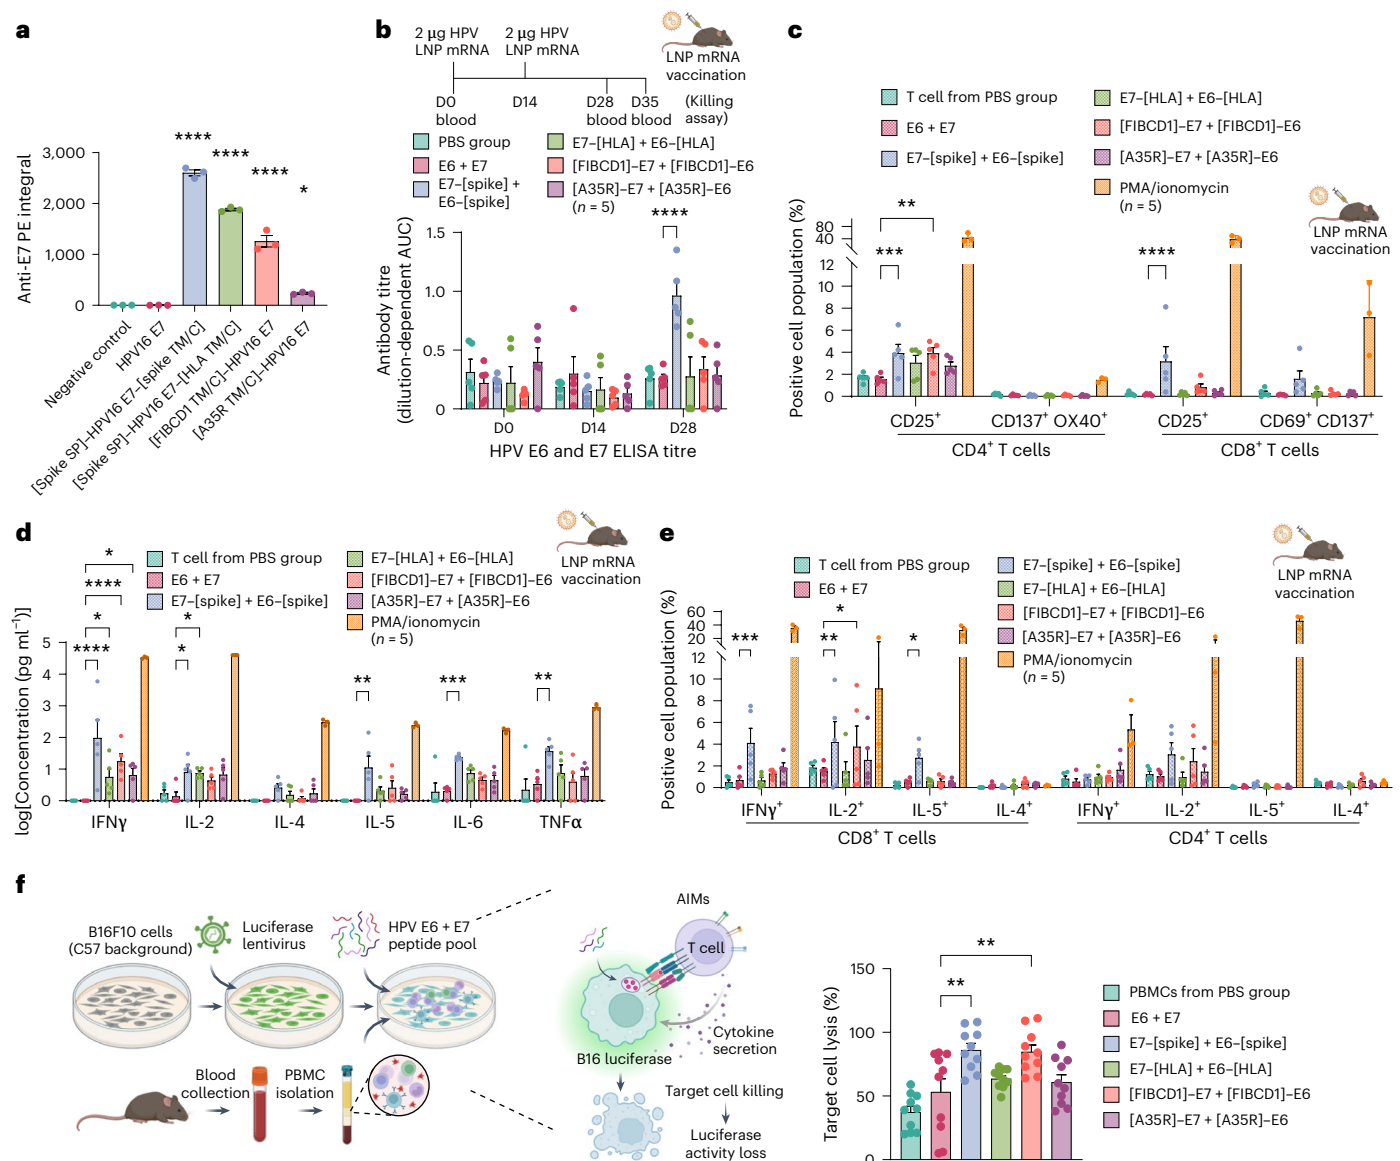 a
****
****
****
*
3,000
2,000
1,000
0
Anti-E7 PE integral
Negative control
HPV16 E7
[Spike SP]–HPV16 E7–[spike TM/C]
[Spike SP]–HPV16 E7–[HLA TM/C]
[FIBCD1 TM/C]–HPV16 E7
[A35R TM/C]–HPV16 E7
b
2 μg HPV
LNP mRNA
2 μg HPV
LNP mRNA
LNP mRNA
vaccination
D0
blood
D14
D28
blood
D35
blood
(Killing
assay)
PBS group
E6 + E7
E7–[spike] +
E6–[spike]
E7–[HLA] + E6–[HLA]
[FIBCD1]–E7 + [FIBCD1]–E6
[A35R]–E7 + [A35R]–E6
(n = 5)
****
1.5
1.0
0.5
0
Antibody titre
(dilution-dependent AUC)
D0
D14
D28
HPV E6 and E7 ELISA titre
c
T cell from PBS group
E6 + E7
E7–[spike] + E6–[spike]
E7–[HLA] + E6–[HLA]
[FIBCD1]–E7 + [FIBCD1]–E6
[A35R]–E7 + [A35R]–E6
PMA/ionomycin
(n = 5)
LNP mRNA
vaccination
**
***
****
80
40
12
10
8
6
4
2
0
Positive cell population (%)
CD25+
CD137+ OX40+
CD25+
CD69+ CD137+
CD4+ T cells
CD8+ T cells
d
T cell from PBS group
E6 + E7
E7–[spike] + E6–[spike]
E7–[HLA] + E6–[HLA]
[FIBCD1]–E7 + [FIBCD1]–E6
[A35R]–E7 + [A35R]–E6
PMA/ionomycin
(n = 5)
LNP mRNA
vaccination
*
****
*
****
*
*
**
***
**
5
4
3
2
1
0
log[Concentration (pg ml−1)]
IFNγ
IL-2
IL-4
IL-5
IL-6
TNFα
e
T cell from PBS group
E6 + E7
E7–[spike] + E6–[spike]
E7–[HLA] + E6–[HLA]
[FIBCD1]–E7 + [FIBCD1]–E6
[A35R]–E7 + [A35R]–E6
PMA/ionomycin
(n = 5)
LNP mRNA
vaccination
***
*
**
*
60
40
20
12
10
8
6
4
2
0
Positive cell population (%)
IFNγ+
IL-2+
IL-5+
IL-4+
IFNγ+
IL-2+
IL-5+
IL-4+
CD8+ T cells
CD4+ T cells
f
B16F10 cells
(C57 background)
Luciferase
lentivirus
HPV E6 + E7
peptide pool
Blood
collection
PBMC
isolation
AIMs
T cell
B16 luciferase
Cytokine
secretion
Target cell killing
Luciferase
activity loss
**
**
150
100
50
0
Target cell lysis (%)
PBMCs from PBS group
E6 + E7
E7–[spike] + E6–[spike]
E7–[HLA] + E6–[HLA]
[FIBCD1]–E7 + [FIBCD1]–E6
[A35R]–E7 + [A35R]–E6